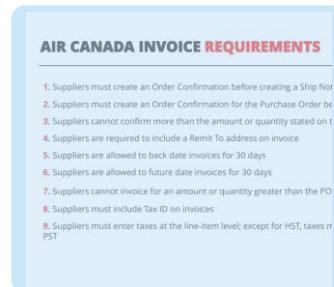 AIR CANADA INVOICE REQUIREMENTS
1. Suppliers must create an Order Confirmation before creating a Ship Not
2. Suppliers must create an Order Confirmation for the Purchase Order be
3. Suppliers cannot confirm more than the amount or quantity stated on t
4. Suppliers are required to include a Remit To address on invoice
5. Suppliers are allowed to back date invoices for 30 days
6. Suppliers are allowed to future date invoices for 30 days
7. Suppliers cannot invoice for an amount or quantity greater than the PO
8. Suppliers must include Tax ID on invoices
9. Suppliers must enter taxes at the line-item level; except for HST, taxes
PST